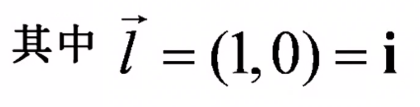 其中 $\vec{l} = (1,0) = \mathbf{i}$